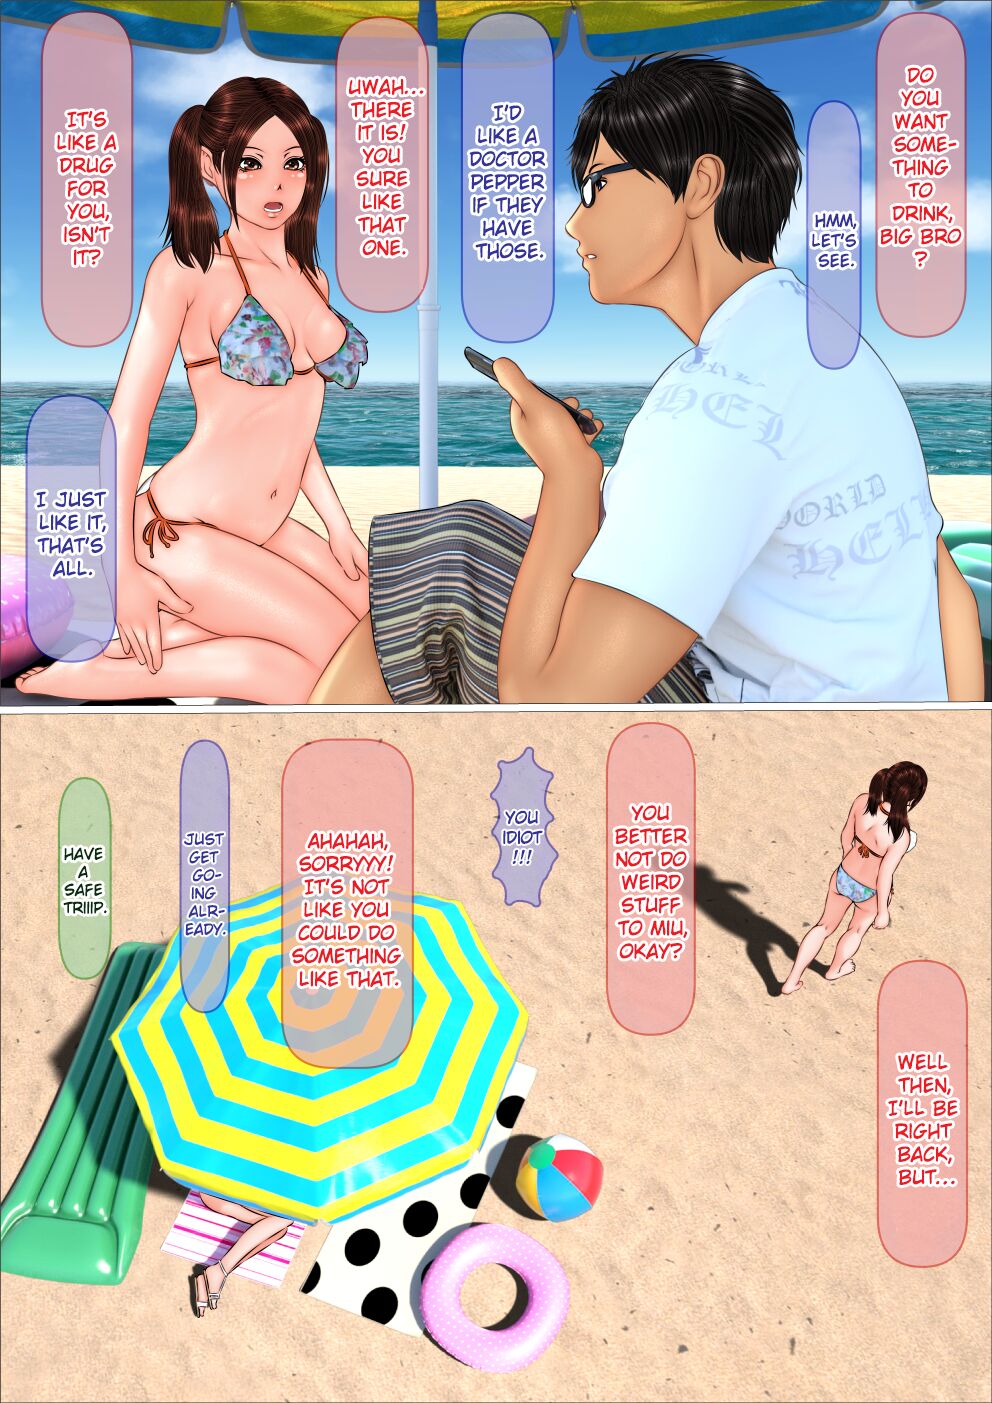 DO
YOU
WANT
SOME-
THING
TO
DRINK,
BIG BRO
?
HMM,
LET'S
SEE.
I'D
LIKE A
DOCTOR
PEPPER
IF THEY
HAVE
THOSE.
UWAH...
THERE
IT IS!
YOU
SURE
LIKE
THAT
ONE.
IT'S
LIKE A
DRUG
FOR
YOU,
ISN'T
IT?
I JUST
LIKE IT,
THAT'S
ALL.
WORLD
HELL
WORLD
HELL
WELL
THEN,
I'LL BE
RIGHT
BACK,
BUT...
YOU
BETTER
NOT DO
WEIRD
STUFF
TO MIU,
OKAY?
YOU
IDIOT
!!!
AHAHAH,
SORRYYY!
IT'S NOT
LIKE YOU
COULD DO
SOMETHING
LIKE THAT.
JUST
GET
GO-
ING
ALR-
EADY.
HAVE
A
SAFE
TRIIIP.